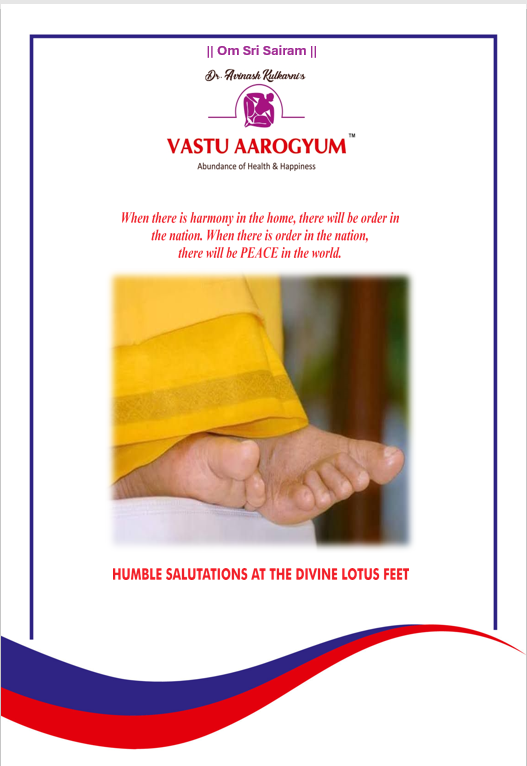 || Om Sri Sairam ||
Dr. Avinash Kulkarni's
VASTU AAROGYUM™
Abundance of Health & Happiness
When there is harmony in the home, there will be order in
the nation. When there is order in the nation,
there will be PEACE in the world.
HUMBLE SALUTATIONS AT THE DIVINE LOTUS FEET